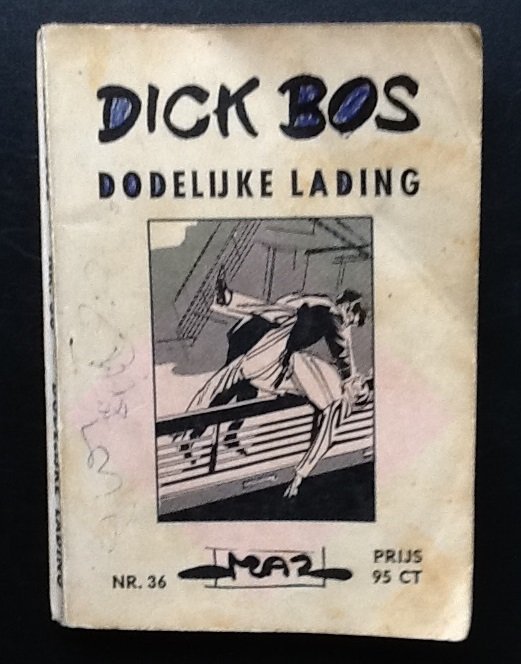 DICK BOS
DODELIJKE LADING
NR. 36
MAZ
PRIJS
95 CT